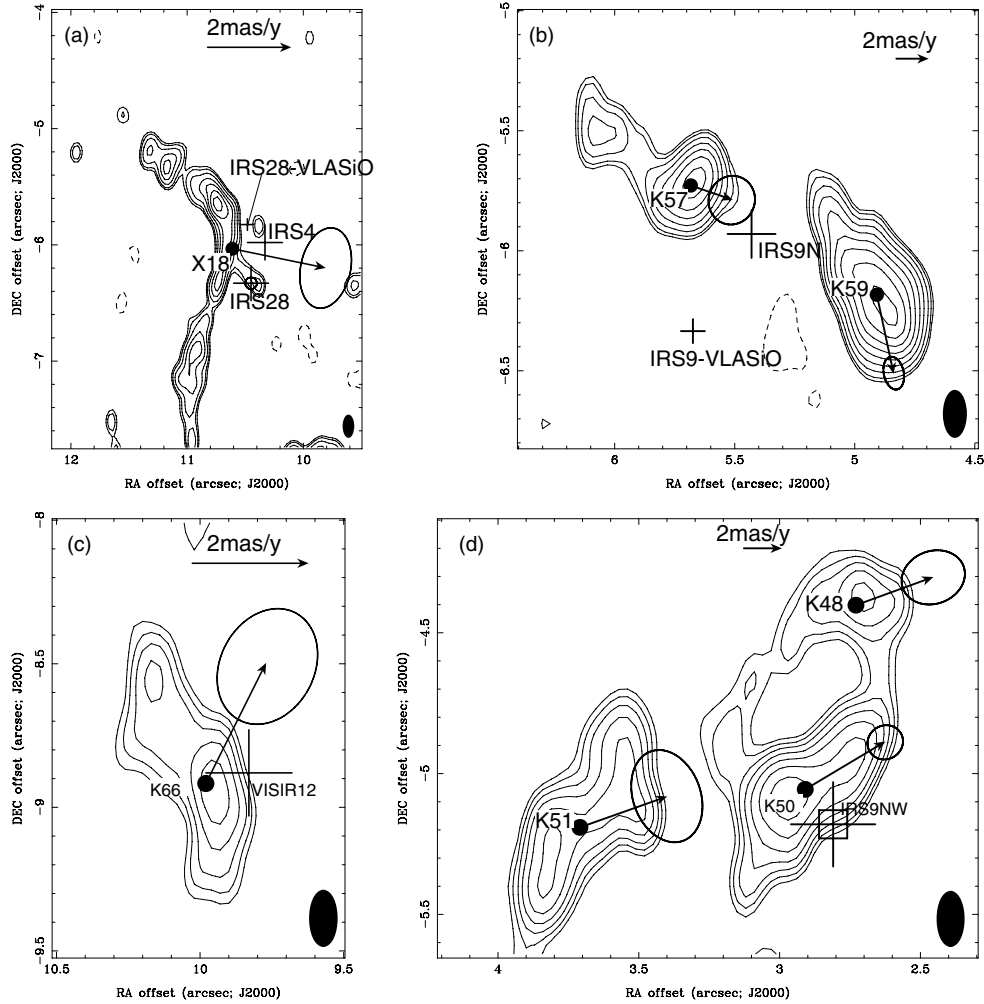 (a)
2mas/y
-4
-5
-6
-7
DEC offset (arcsec; J2000)
IRS28-VLASiO
IRS4
X18
IRS28
12
11
10
RA offset (arcsec; J2000)
(b)
2mas/y
-5
-5.5
-6
-6.5
DEC offset (arcsec; J2000)
K57
IRS9N
K59
IRS9-VLASiO
6
5.5
5
4.5
RA offset (arcsec; J2000)
(c)
2mas/y
-8
-8.5
-9
-9.5
DEC offset (arcsec; J2000)
K66
VISIR12
10.5
10
9.5
RA offset (arcsec; J2000)
(d)
2mas/y
-4.5
-5
-5.5
DEC offset (arcsec; J2000)
K48
K51
K50
IRS9NW
4
3.5
3
2.5
RA offset (arcsec; J2000)